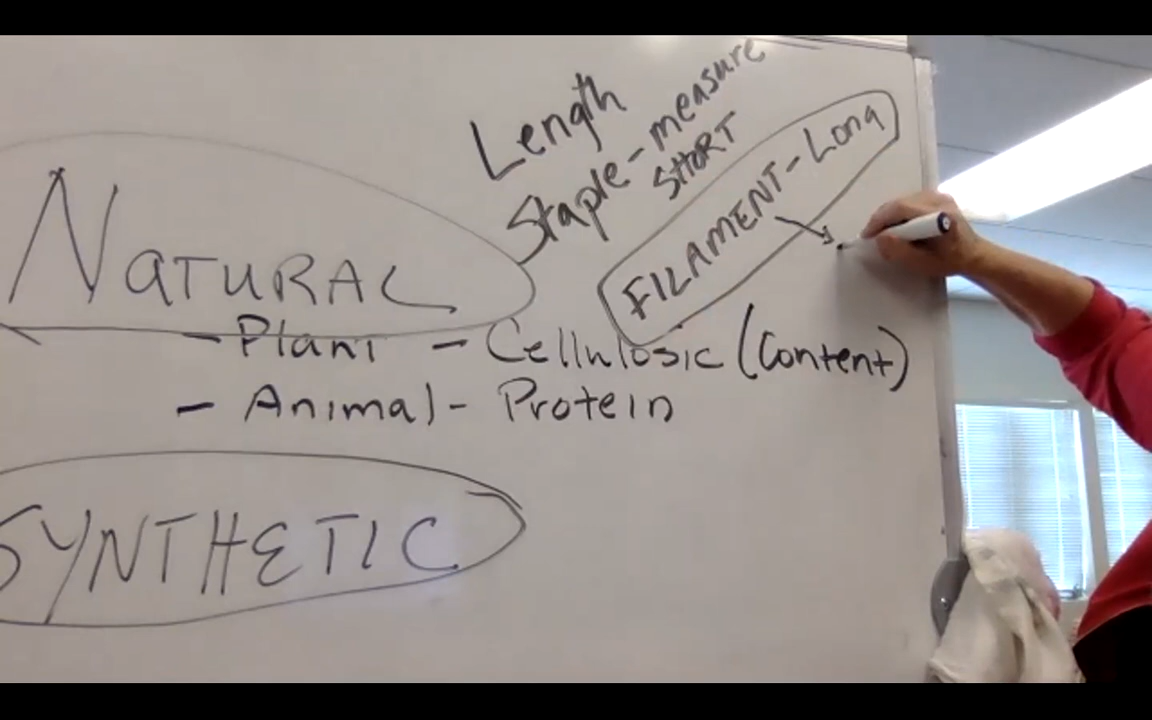 Length
Staple - measure
SHORT
FILAMENT - Long
NATURAL
- Plant - Cellulosic (Content)
- Animal - Protein
SYNTHETIC